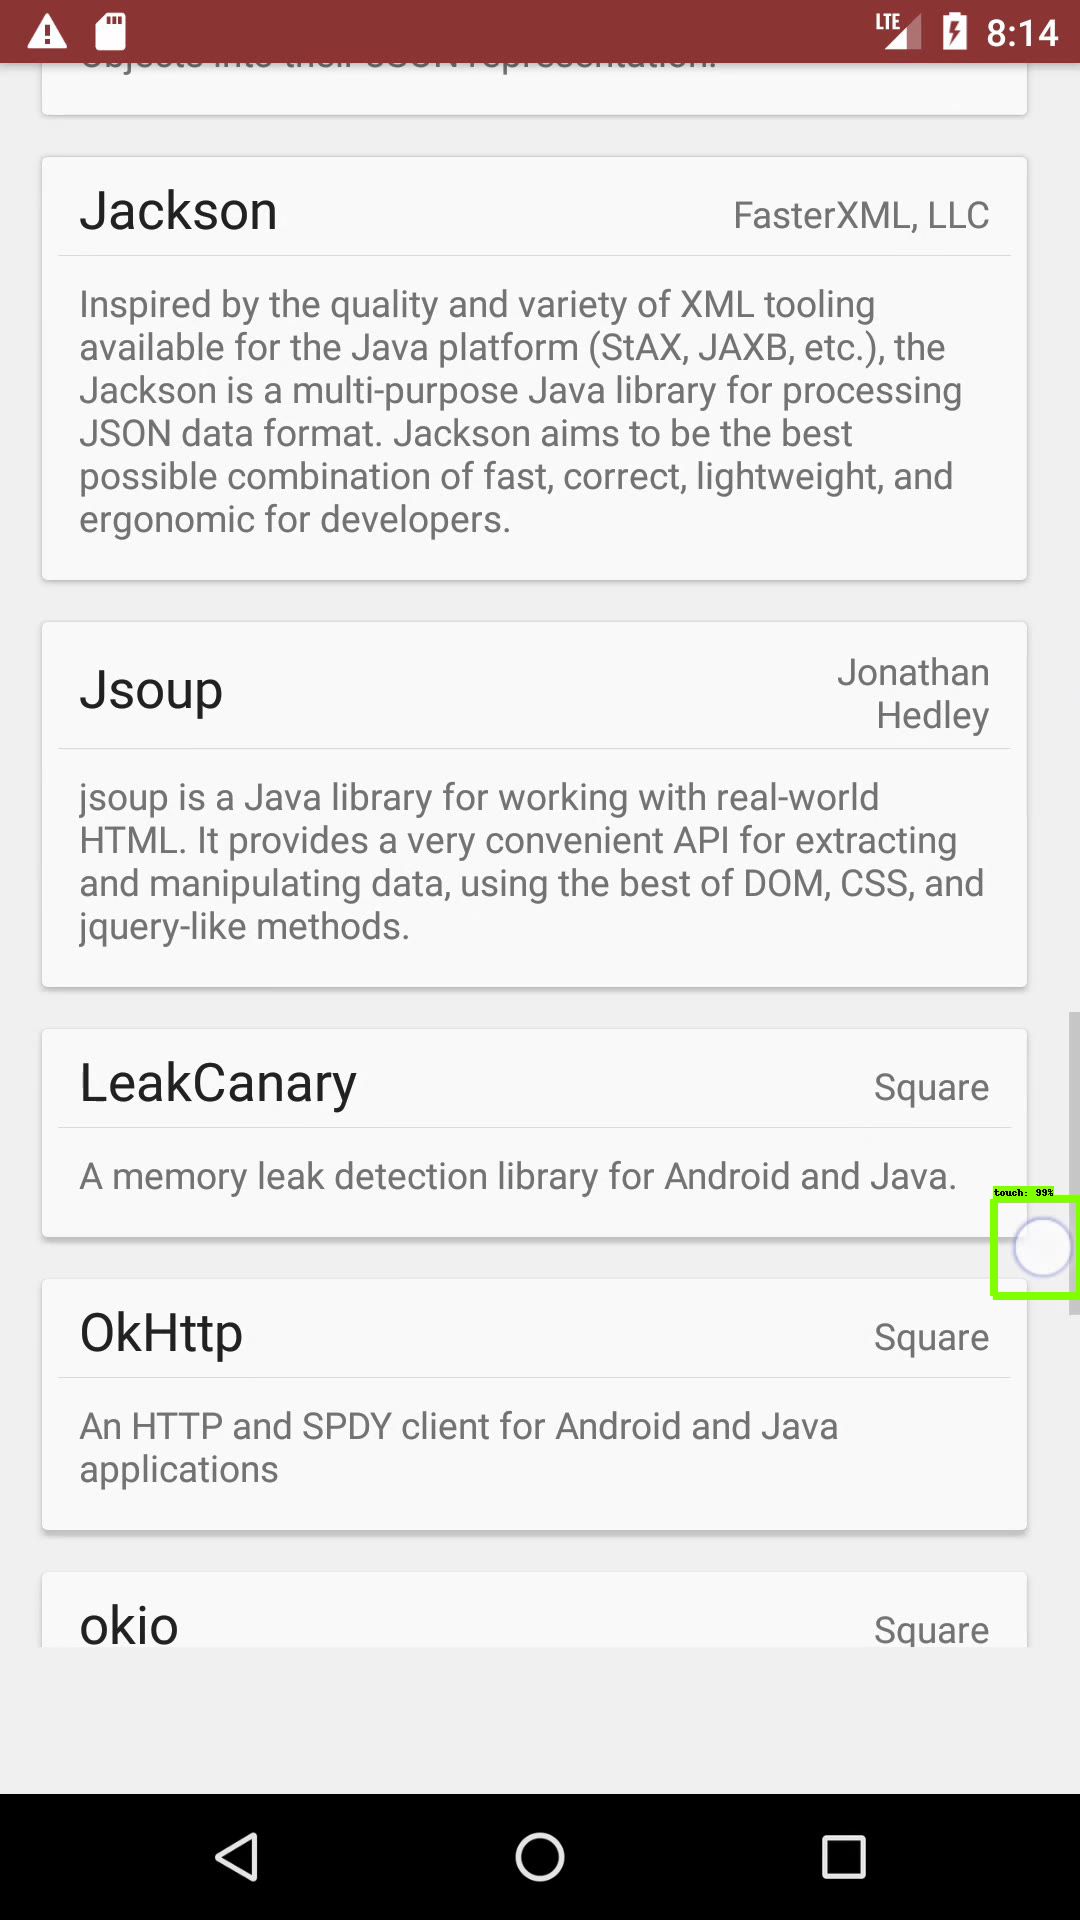 LTE 8:14
Objects into their JSON representation.
Jackson
FasterXML, LLC
Inspired by the quality and variety of XML tooling
available for the Java platform (StAX, JAXB, etc.), the
Jackson is a multi-purpose Java library for processing
JSON data format. Jackson aims to be the best
possible combination of fast, correct, lightweight, and
ergonomic for developers.
Jsoup
Jonathan
Hedley
jsoup is a Java library for working with real-world
HTML. It provides a very convenient API for extracting
and manipulating data, using the best of DOM, CSS, and
jquery-like methods.
LeakCanary
Square
A memory leak detection library for Android and Java.
touch: 99%
OkHttp
Square
An HTTP and SPDY client for Android and Java
applications
okio
Square